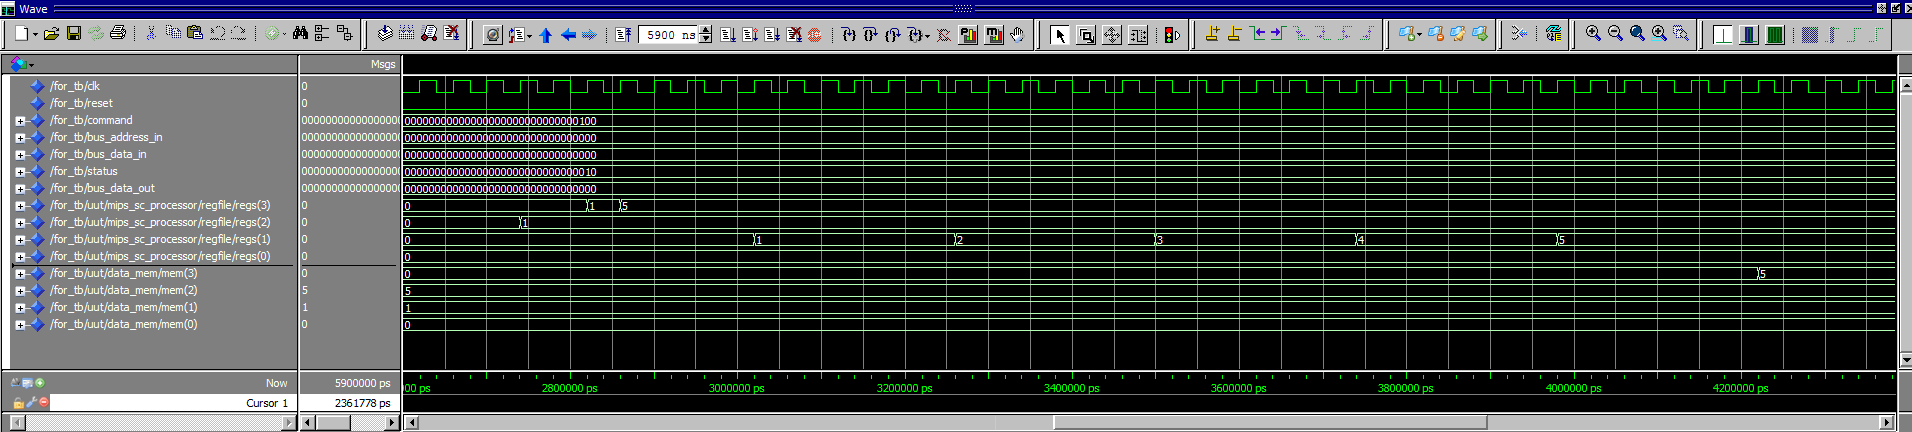 Wave
5900 ns
Msgs
/for_tb/clk 0
/for_tb/reset 0
/for_tb/command 0000000000000000 00000000000000000000000000000100
/for_tb/bus_address_in 0000000000000000 00000000000000000000000000000000
/for_tb/bus_data_in 0000000000000000 00000000000000000000000000000000
/for_tb/status 0000000000000000 00000000000000000000000000000010
/for_tb/bus_data_out 0000000000000000 00000000000000000000000000000000
/for_tb/uut/mips_sc_processor/regfile/regs(3) 0 0 1 5
/for_tb/uut/mips_sc_processor/regfile/regs(2) 0 0 1
/for_tb/uut/mips_sc_processor/regfile/regs(1) 0 0 1 2 3 4 5
/for_tb/uut/mips_sc_processor/regfile/regs(0) 0 0
/for_tb/uut/data_mem/mem(3) 0 0 5
/for_tb/uut/data_mem/mem(2) 5 5
/for_tb/uut/data_mem/mem(1) 1 1
/for_tb/uut/data_mem/mem(0) 0 0
Now 5900000 ps 00 ps 2800000 ps 3000000 ps 3200000 ps 3400000 ps 3600000 ps 3800000 ps 4000000 ps 4200000 ps
Cursor 1 2361778 ps